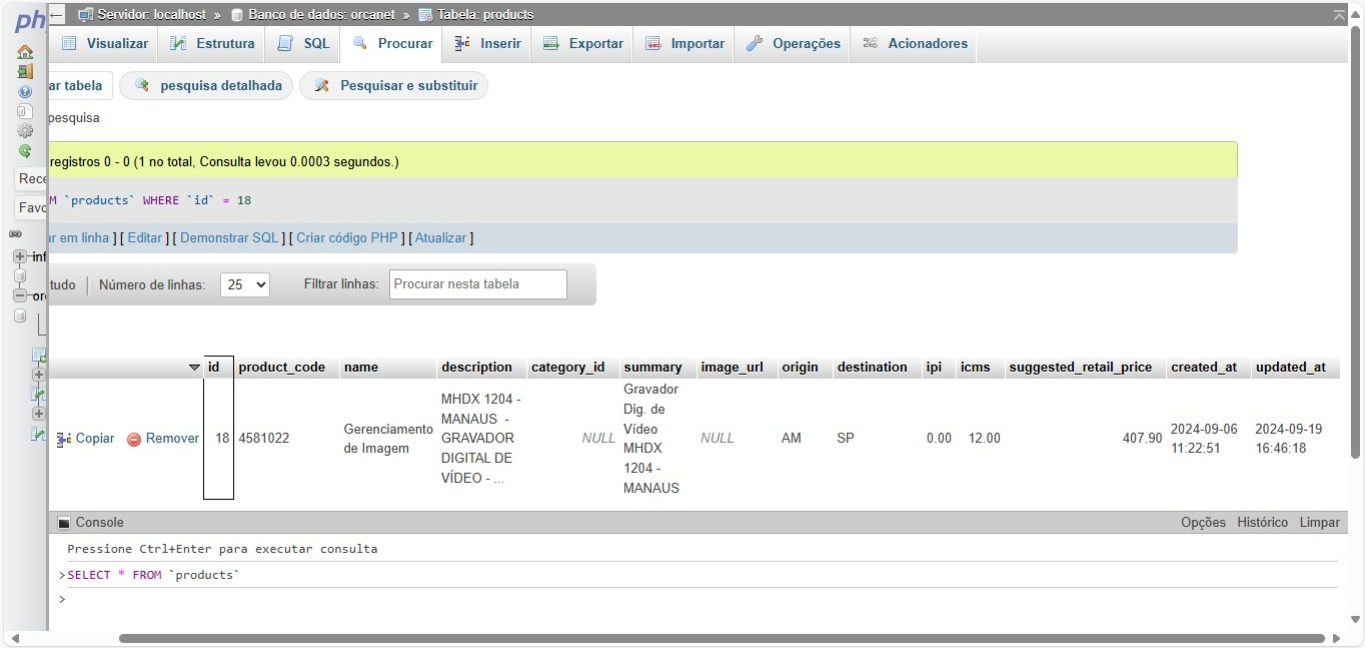 ph
Servidor: localhost » Banco de dados: orcanet » Tabela: products
Visualizar Estrutura SQL Procurar Inserir Exportar Importar Operações Acionadores
ar tabela pesquisa detalhada Pesquisar e substituir
pesquisa
registros 0 - 0 (1 no total, Consulta levou 0.0003 segundos.)
Rece
M `products` WHERE `id` = 18
Favo
ar em linha ] [ Editar ] [ Demonstrar SQL ] [ Criar código PHP ] [ Atualizar ]
inf
tudo Número de linhas: 25 Filtrar linhas: Procurar nesta tabela
ore
id product_code name description category_id summary image_url origin destination ipi icms suggested_retail_price created_at updated_at
Copiar Remover 18 4581022
Gerenciamento
de Imagem
MHDX 1204 -
MANAUS -
GRAVADOR
DIGITAL DE
VÍDEO - ...
NULL
Gravador
Dig. de
Vídeo
MHDX
1204 -
MANAUS
NULL AM SP 0.00 12.00 407.90
2024-09-06
11:22:51
2024-09-19
16:46:18
Console Opções Histórico Limpar
Pressione Ctrl+Enter para executar consulta
>SELECT * FROM `products`
>